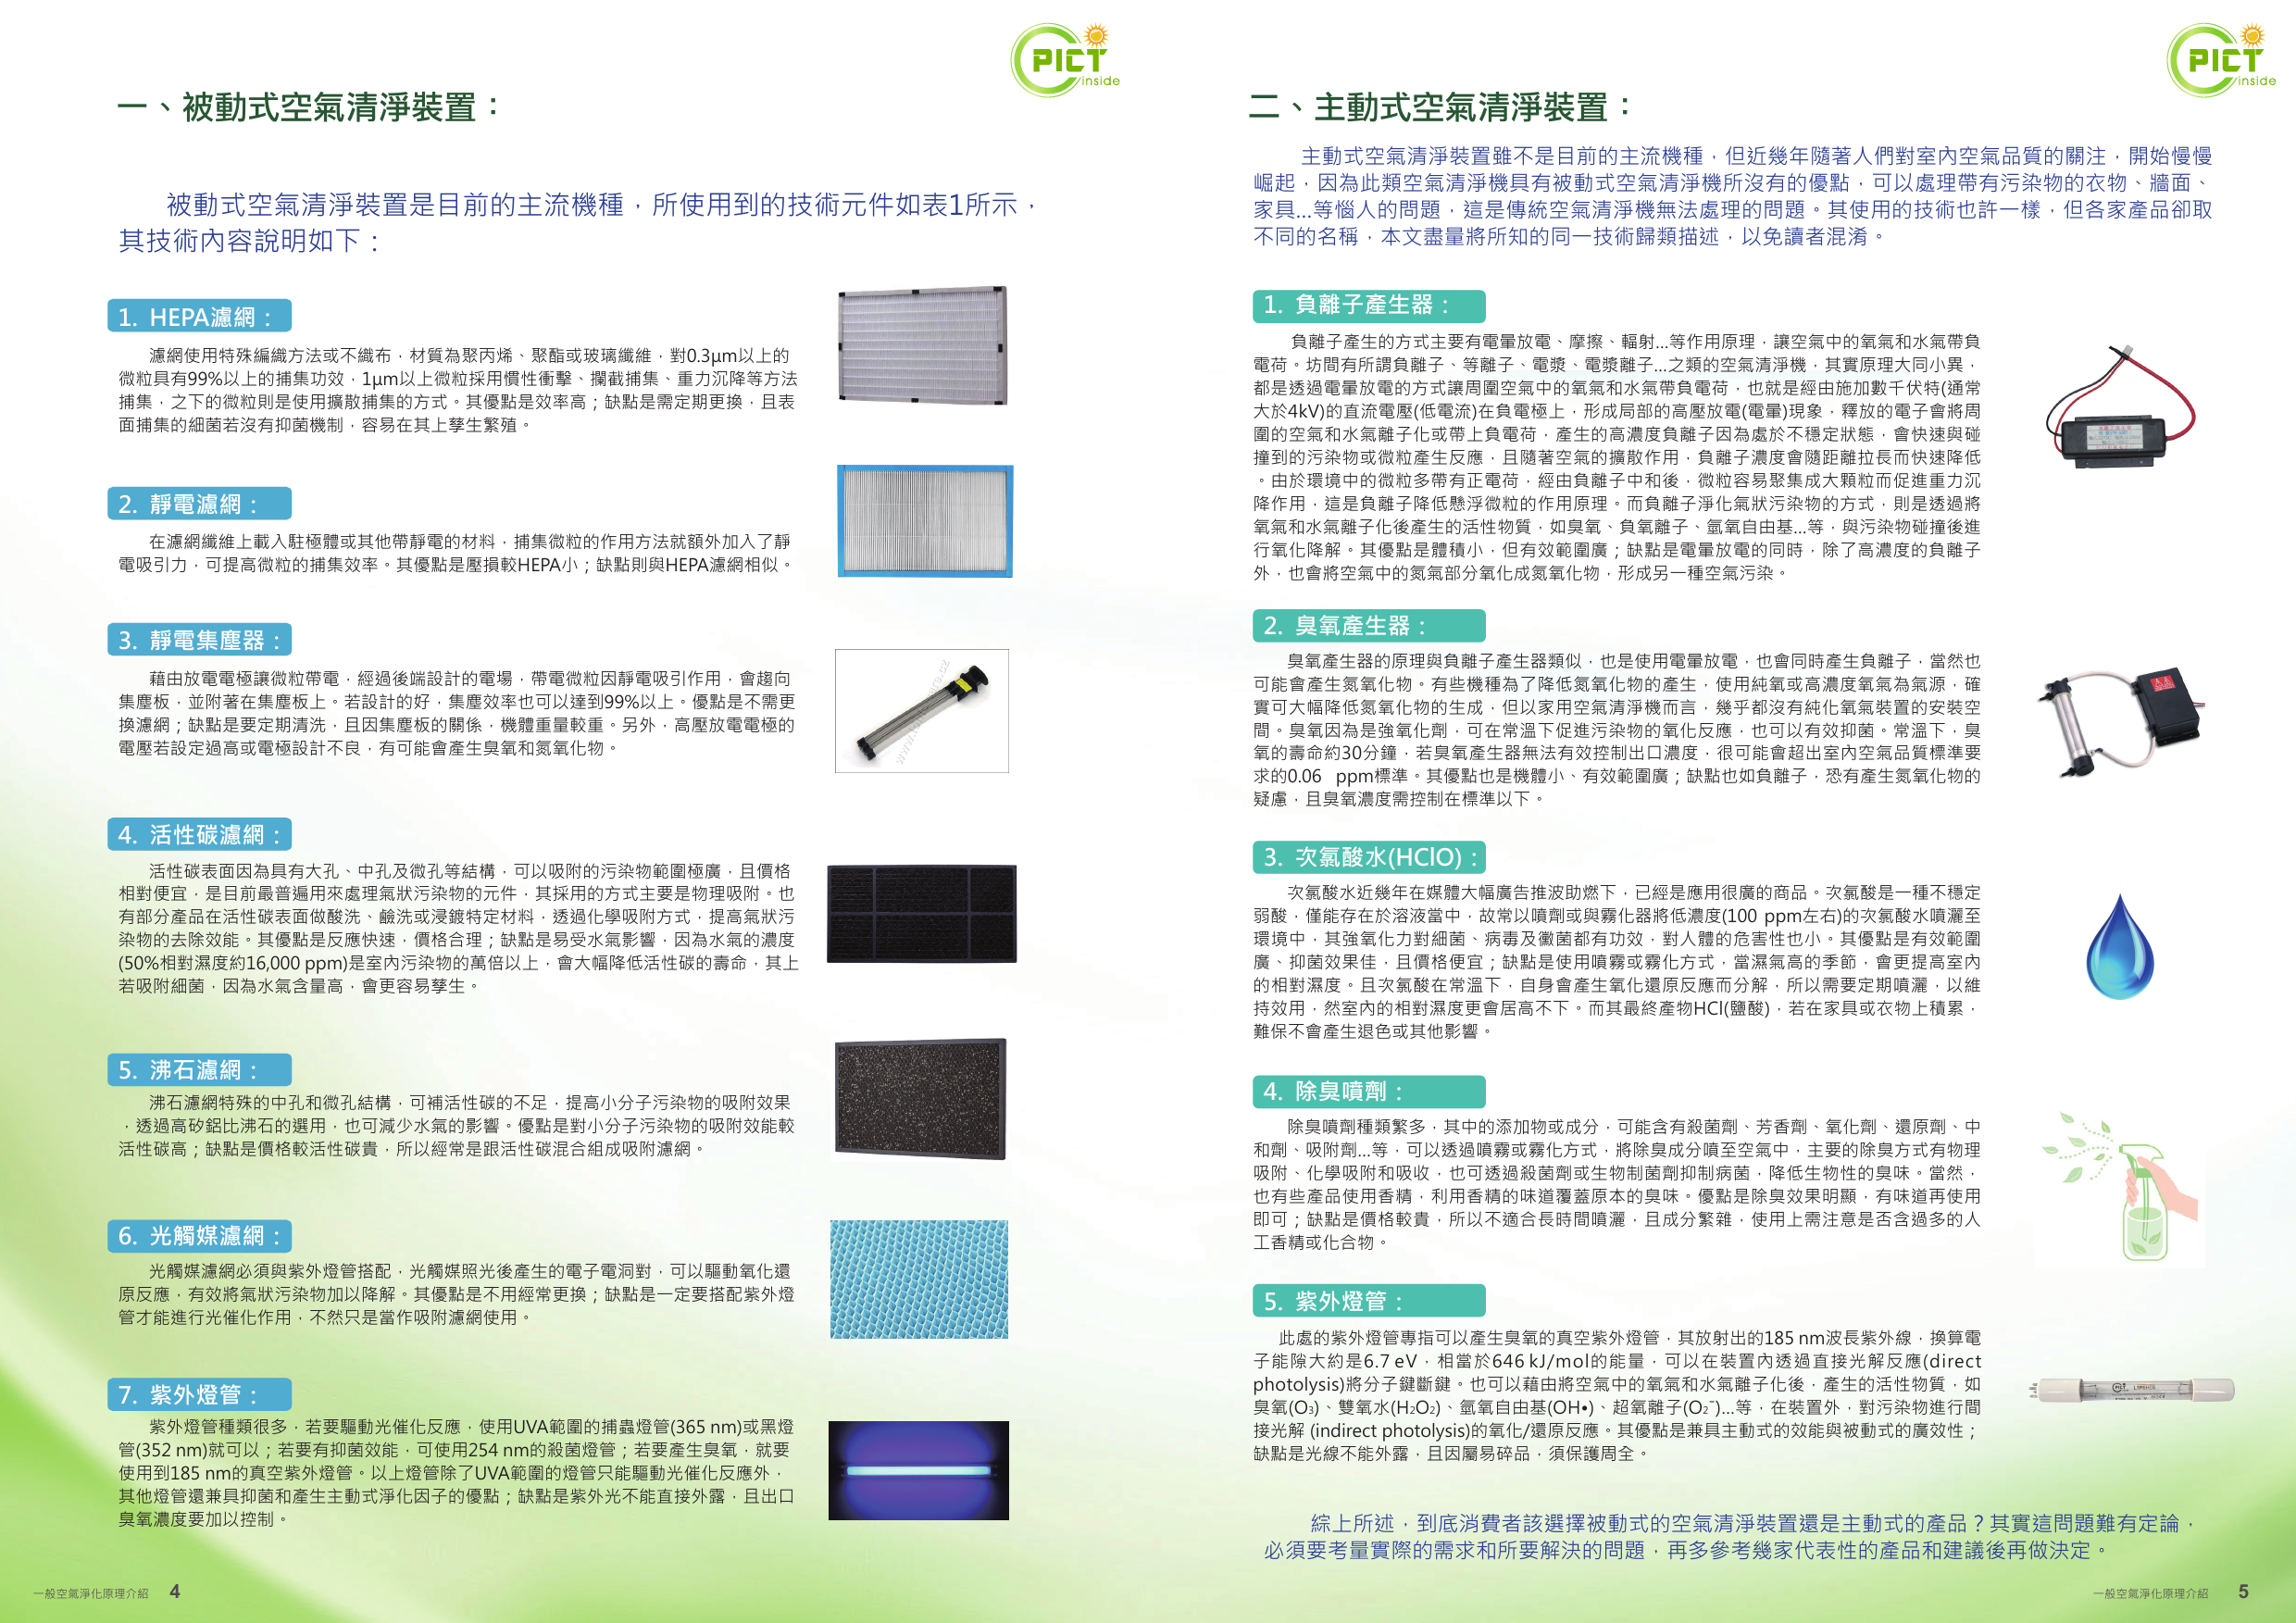 PICT
inside
一、被動式空氣清淨裝置：
被動式空氣清淨裝置是目前的主流機種，所使用到的技術元件如表1所示，
其技術內容說明如下：
1. HEPA濾網：
濾網使用特殊編織方法或不織布，材質為聚丙烯、聚酯或玻璃纖維，對0.3μm以上的
微粒具有99%以上的捕集功效，1μm以上微粒採用慣性衝擊、攔截捕集、重力沉降等方法
捕集，之下的微粒則是使用擴散捕集的方式。其優點是效率高；缺點是需定期更換，且表
面捕集的細菌若沒有抑菌機制，容易在其上孳生繁殖。
2. 靜電濾網：
在濾網纖維上載入駐極體或其他帶靜電的材料，捕集微粒的作用方法就額外加入了靜
電吸引力，可提高微粒的捕集效率。其優點是壓損較HEPA小；缺點則與HEPA濾網相似。
3. 靜電集塵器：
藉由放電電極讓微粒帶電，經過後端設計的電場，帶電微粒因靜電吸引作用，會趨向
集塵板，並附著在集塵板上。若設計的好，集塵效率也可以達到99%以上。優點是不需更
換濾網；缺點是要定期清洗，且因集塵板的關係，機體重量較重。另外，高壓放電電極的
電壓若設定過高或電極設計不良，有可能會產生臭氧和氮氧化物。
4. 活性碳濾網：
活性碳表面因為具有大孔、中孔及微孔等結構，可以吸附的污染物範圍極廣，且價格
相對便宜，是目前最普遍用來處理氣狀污染物的元件，其採用的方式主要是物理吸附。也
有部分產品在活性碳表面做酸洗、鹼洗或浸鍍特定材料，透過化學吸附方式，提高氣狀污
染物的去除效能。其優點是反應快速，價格合理；缺點是易受水氣影響，因為水氣的濃度
(50%相對濕度約16,000 ppm)是室內污染物的萬倍以上，會大幅降低活性碳的壽命，其上
若吸附細菌，因為水氣含量高，會更容易孳生。
5. 沸石濾網：
沸石濾網特殊的中孔和微孔結構，可補活性碳的不足，提高小分子污染物的吸附效果
，透過高矽鋁比沸石的選用，也可減少水氣的影響。優點是對小分子污染物的吸附效能較
活性碳高；缺點是價格較活性碳貴，所以經常是跟活性碳混合組成吸附濾網。
6. 光觸媒濾網：
光觸媒濾網必須與紫外燈管搭配，光觸媒照光後產生的電子電洞對，可以驅動氧化還
原反應，有效將氣狀污染物加以降解。其優點是不用經常更換；缺點是一定要搭配紫外燈
管才能進行光催化作用，不然只是當作吸附濾網使用。
7. 紫外燈管：
紫外燈管種類很多，若要驅動光催化反應，使用UVA範圍的捕蟲燈管(365 nm)或黑燈
管(352 nm)就可以；若要有抑菌效能，可使用254 nm的殺菌燈管；若要產生臭氧，就要
使用到185 nm的真空紫外燈管。以上燈管除了UVA範圍的燈管只能驅動光催化反應外，
其他燈管還兼具抑菌和產生主動式淨化因子的優點；缺點是紫外光不能直接外露，且出口
臭氧濃度要加以控制。
一般空氣淨化原理介紹 4
PICT
inside
二、主動式空氣清淨裝置：
主動式空氣清淨裝置雖不是目前的主流機種，但近幾年隨著人們對室內空氣品質的關注，開始慢慢
崛起，因為此類空氣清淨機具有被動式空氣清淨機所沒有的優點，可以處理帶有污染物的衣物、牆面、
家具...等惱人的問題，這是傳統空氣清淨機無法處理的問題。其使用的技術也許一樣，但各家產品卻取
不同的名稱，本文盡量將所知的同一技術歸類描述，以免讀者混淆。
1. 負離子產生器：
負離子產生的方式主要有電暈放電、摩擦、輻射...等作用原理，讓空氣中的氧氣和水氣帶負
電荷。坊間有所謂負離子、等離子、電漿、電漿離子...之類的空氣清淨機，其實原理大同小異，
都是透過電暈放電的方式讓周圍空氣中的氧氣和水氣帶負電荷，也就是經由施加數千伏特(通常
大於4kV)的直流電壓(低電流)在負電極上，形成局部的高壓放電(電暈)現象，釋放的電子會將周
圍的空氣和水氣離子化或帶上負電荷，產生的高濃度負離子因為處於不穩定狀態，會快速與碰
撞到的污染物或微粒產生反應，且隨著空氣的擴散作用，負離子濃度會隨距離拉長而快速降低
。由於環境中的微粒多帶有正電荷，經由負離子中和後，微粒容易聚集成大顆粒而促進重力沉
降作用，這是負離子降低懸浮微粒的作用原理。而負離子淨化氣狀污染物的方式，則是透過將
氧氣和水氣離子化後產生的活性物質，如臭氧、負氧離子、氫氧自由基...等，與污染物碰撞後進
行氧化降解。其優點是體積小，但有效範圍廣；缺點是電暈放電的同時，除了高濃度的負離子
外，也會將空氣中的氮氣部分氧化成氮氧化物，形成另一種空氣污染。
2. 臭氧產生器：
臭氧產生器的原理與負離子產生器類似，也是使用電暈放電，也會同時產生負離子，當然也
可能會產生氮氧化物。有些機種為了降低氮氧化物的產生，使用純氧或高濃度氧氣為氣源，確
實可大幅降低氮氧化物的生成，但以家用空氣清淨機而言，幾乎都沒有純化氧氣裝置的安裝空
間。臭氧因為是強氧化劑，可在常溫下促進污染物的氧化反應，也可以有效抑菌。常溫下，臭
氧的壽命約30分鐘，若臭氧產生器無法有效控制出口濃度，很可能會超出室內空氣品質標準要
求的0.06 ppm標準。其優點也是機體小、有效範圍廣；缺點也如負離子，恐有產生氮氧化物的
疑慮，且臭氧濃度需控制在標準以下。
3. 次氯酸水(HClO)：
次氯酸水近幾年在媒體大幅廣告推波助燃下，已經是應用很廣的商品。次氯酸是一種不穩定
弱酸，僅能存在於溶液當中，故常以噴劑或與霧化器將低濃度(100 ppm左右)的次氯酸水噴灑至
環境中，其強氧化力對細菌、病毒及黴菌都有功效，對人體的危害性也小。其優點是有效範圍
廣、抑菌效果佳，且價格便宜；缺點是使用噴霧或霧化方式，當濕氣高的季節，會更提高室內
的相對濕度。且次氯酸在常溫下，自身會產生氧化還原反應而分解，所以需要定期噴灑，以維
持效用，然室內的相對濕度更會居高不下。而其最終產物HCl(鹽酸)，若在家具或衣物上積累，
難保不會產生退色或其他影響。
4. 除臭噴劑：
除臭噴劑種類繁多，其中的添加物或成分，可能含有殺菌劑、芳香劑、氧化劑、還原劑、中
和劑、吸附劑...等，可以透過噴霧或霧化方式，將除臭成分噴至空氣中，主要的除臭方式有物理
吸附、化學吸附和吸收，也可透過殺菌劑或生物制菌劑抑制病菌，降低生物性的臭味。當然，
也有些產品使用香精，利用香精的味道覆蓋原本的臭味。優點是除臭效果明顯，有味道再使用
即可；缺點是價格較貴，所以不適合長時間噴灑，且成分繁雜，使用上需注意是否含過多的人
工香精或化合物。
5. 紫外燈管：
此處的紫外燈管專指可以產生臭氧的真空紫外燈管，其放射出的185 nm波長紫外線，換算電
子能隙大約是6.7 eV，相當於646 kJ/mol的能量，可以在裝置內透過直接光解反應(direct
photolysis)將分子鍵斷鍵。也可以藉由將空氣中的氧氣和水氣離子化後，產生的活性物質，如
臭氧(O₃)、雙氧水(H₂O₂)、氫氧自由基(OH•)、超氧離子(O₂⁻)...等，在裝置外，對污染物進行間
接光解 (indirect photolysis)的氧化/還原反應。其優點是兼具主動式的效能與被動式的廣效性；
缺點是光線不能外露，且因屬易碎品，須保護周全。
綜上所述，到底消費者該選擇被動式的空氣清淨裝置還是主動式的產品？其實這問題難有定論，
必須要考量實際的需求和所要解決的問題，再多參考幾家代表性的產品和建議後再做決定。
一般空氣淨化原理介紹 5